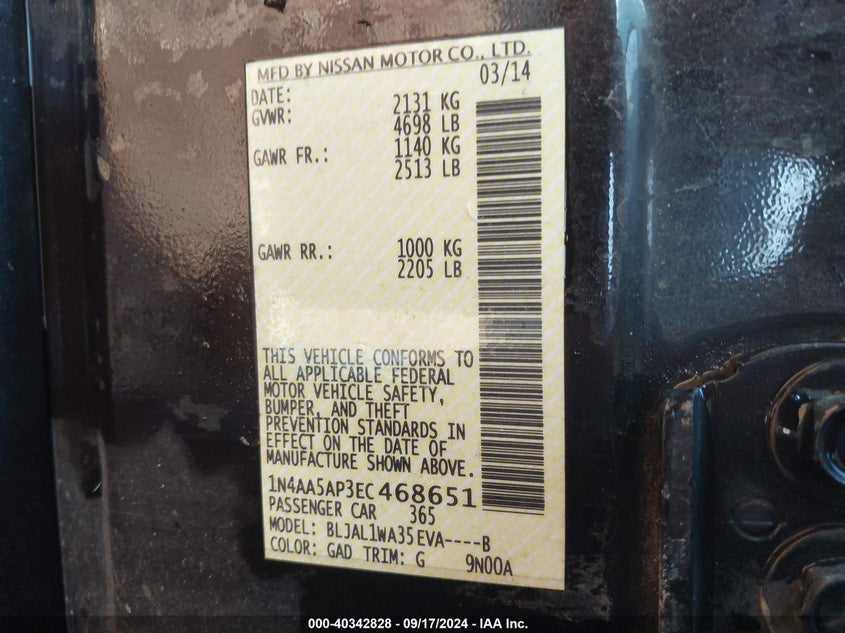 MFD BY NISSAN MOTOR CO., LTD.
DATE: 03/14
GVWR: 2131 KG
4698 LB
GAWR FR.: 1140 KG
2513 LB
GAWR RR.: 1000 KG
2205 LB
THIS VEHICLE CONFORMS TO
ALL APPLICABLE FEDERAL
MOTOR VEHICLE SAFETY,
BUMPER, AND THEFT
PREVENTION STANDARDS IN
EFFECT ON THE DATE OF
MANUFACTURE SHOWN ABOVE.
1N4AA5AP3EC468651
PASSENGER CAR 365
MODEL: BLJAL1WA35EVA----B
COLOR: GAD TRIM: G 9N00A
000-40342828 - 09/17/2024 - IAA Inc.